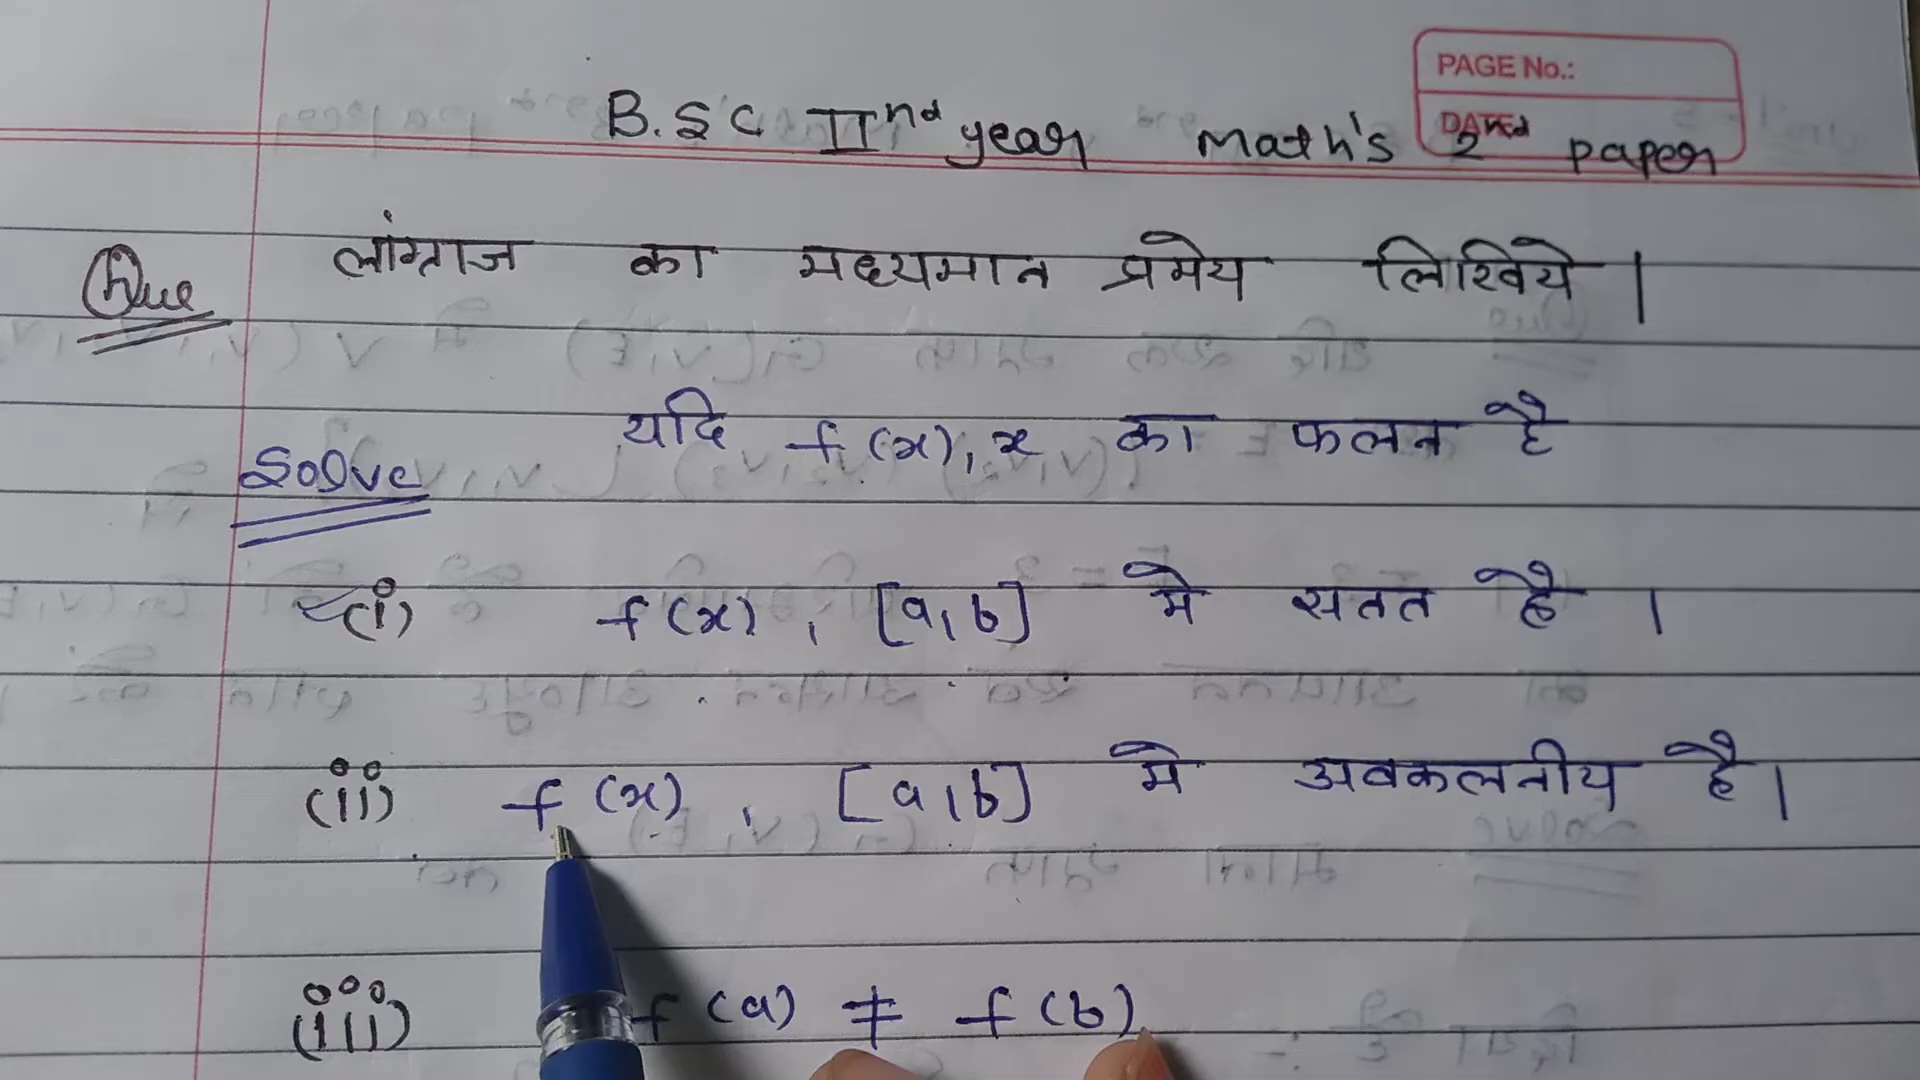 PAGE No.:
DATE:
B.SC IInd year Math's 2nd paper
Que लांग्राज का मध्यमान प्रमेय लिखिये |
यदि f(x), x का फलन है
Solve
(i) f(x), [a,b] मे सतत है |
(ii) f(x), [a,b] मे अवकलनीय है |
(iii) f(a) ≠ f(b)